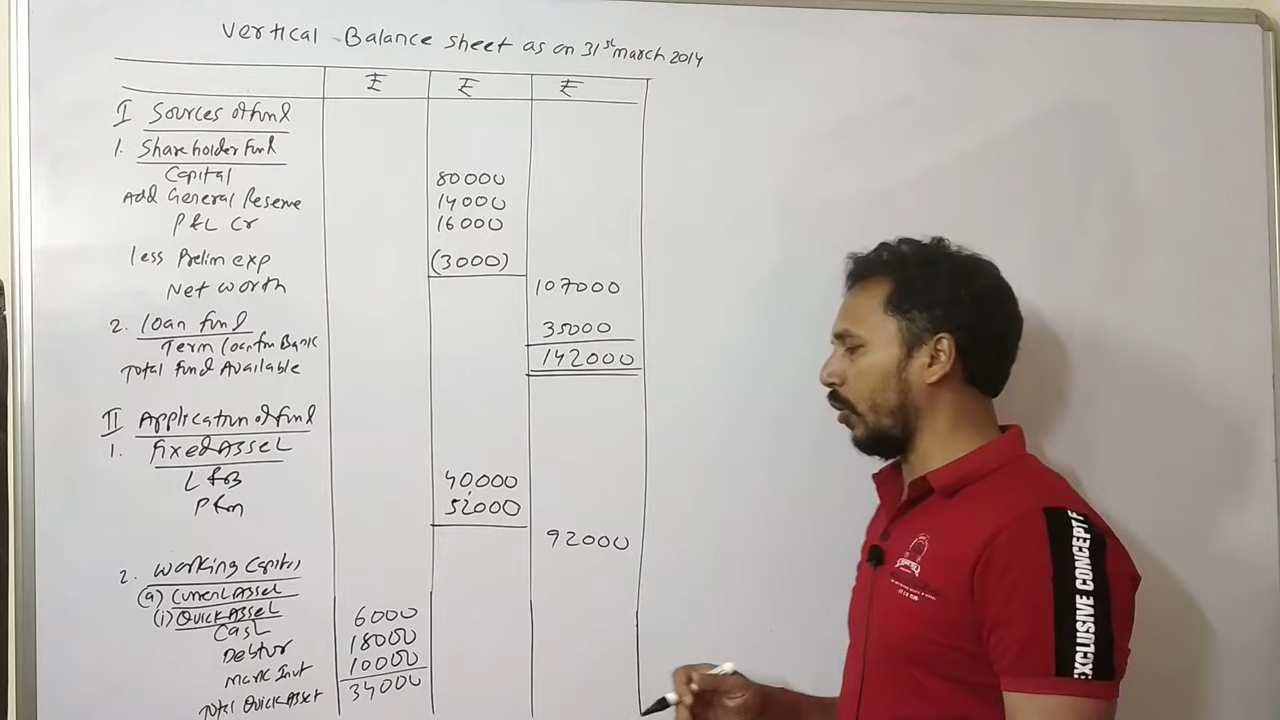 Vertical Balance sheet as on 31st march 2014
₹ ₹ ₹
I Sources of fund
1. Shareholder Fund
Capital 80000
Add General Reserve 14000
P&L Cr 16000
less Prelim exp (3000)
Net worth 107000
2. loan fund 35000
Term loan fm Bank
Total Fund Available 142000
II Application of fund
1. Fixed Asset
L&B 40,000
P&m 52000
92000
2. Working Capital
(a) Current Asset
(i) Quick Asset
Cash 6000
Debtor 18000
Mark Inv 10000
Total Quick Asset 34000
EXCLUSIVE CONCEPT F